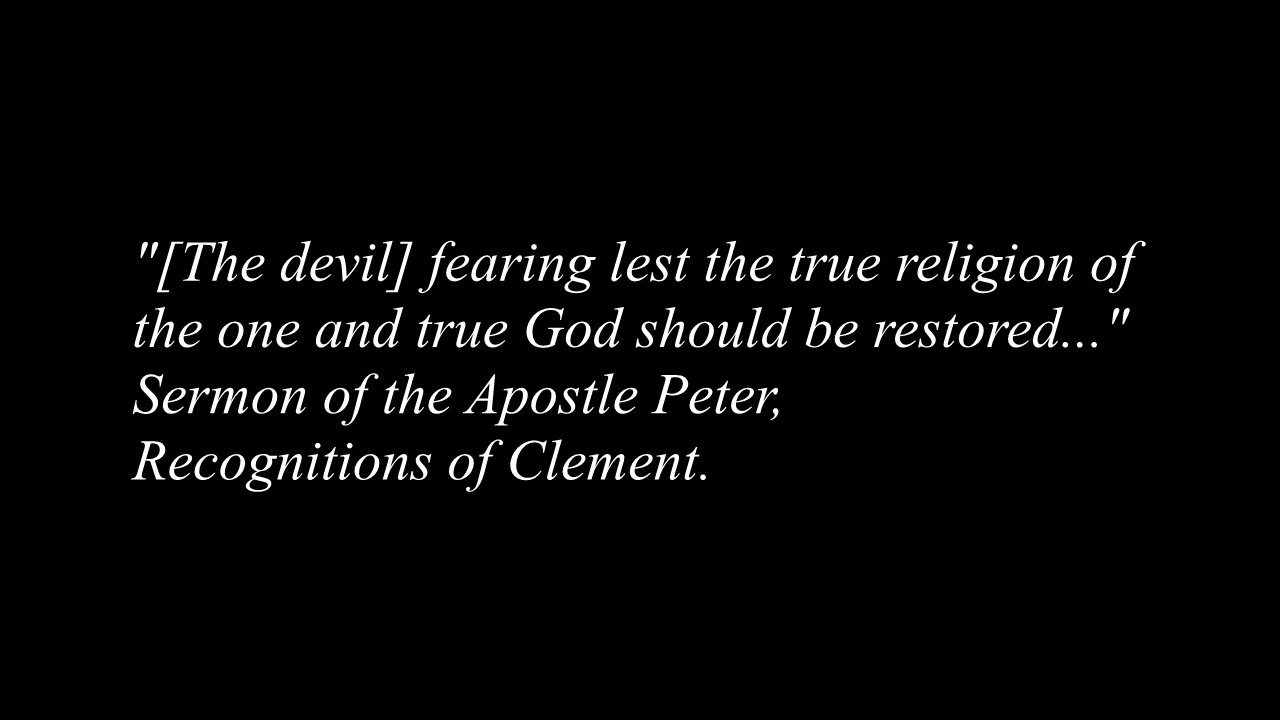 "[The devil] fearing lest the true religion of
the one and true God should be restored..."
Sermon of the Apostle Peter,
Recognitions of Clement.